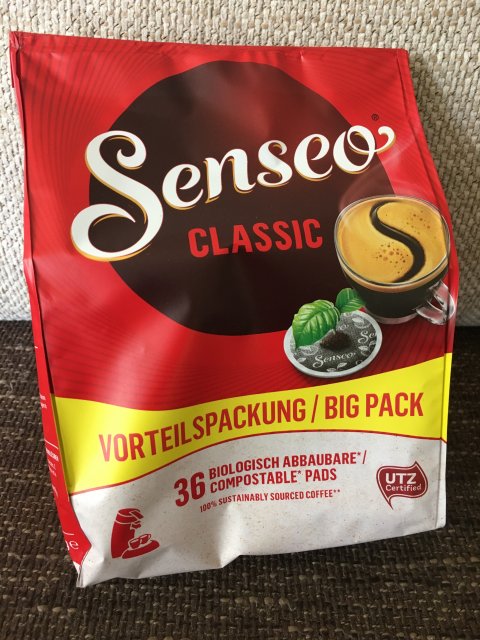 Senseo®
CLASSIC
Senseo
VORTEILSPACKUNG / BIG PACK
36 BIOLOGISCH ABBAUBARE*/
COMPOSTABLE* PADS
100% SUSTAINABLY SOURCED COFFEE**
UTZ
Certified